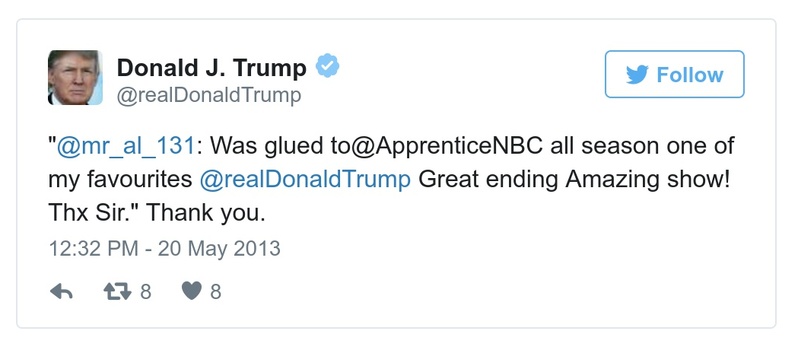 Donald J. Trump
@realDonaldTrump
Follow
"@mr_al_131: Was glued to@ApprenticeNBC all season one of
my favourites @realDonaldTrump Great ending Amazing show!
Thx Sir." Thank you.
12:32 PM - 20 May 2013
8 8